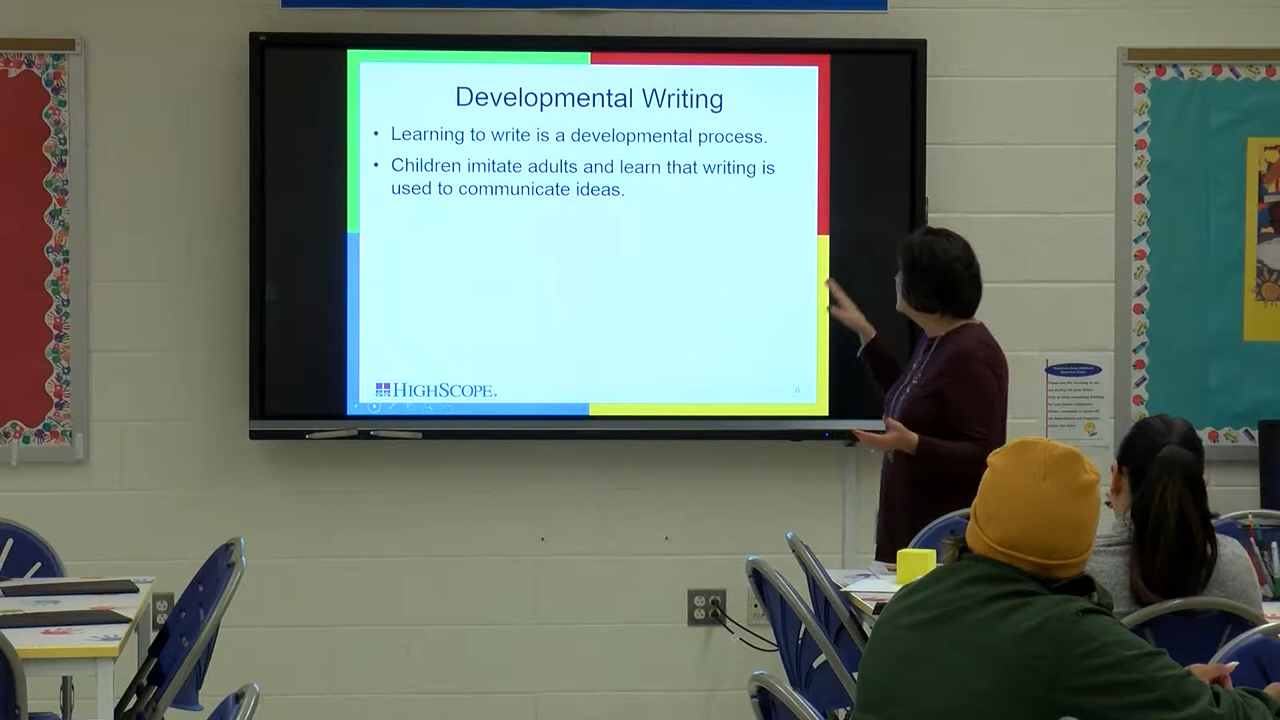 Developmental Writing
• Learning to write is a developmental process.
• Children imitate adults and learn that writing is
used to communicate ideas.
HIGHSCOPE.
6